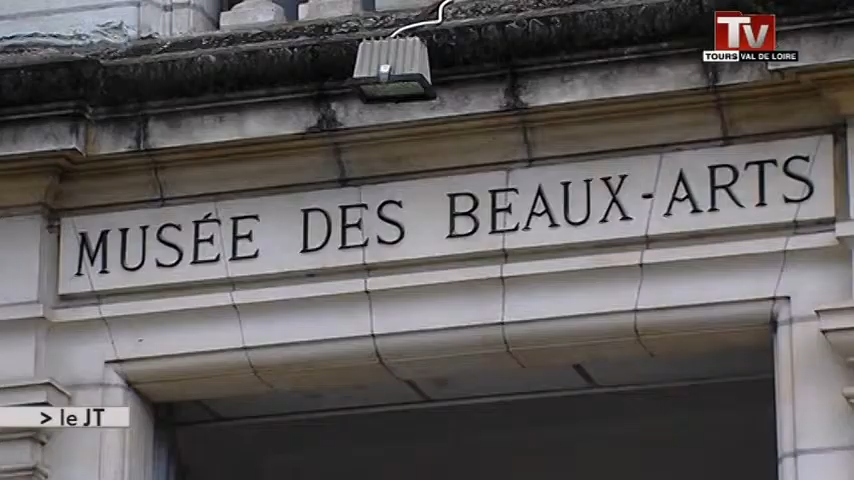 TV
TOURS VAL DE LOIRE
MUSÉE DES BEAUX-ARTS
> le JT